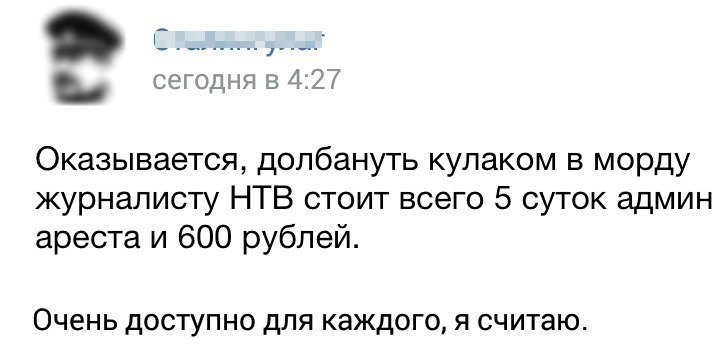 сегодня в 4:27
Оказывается, долбануть кулаком в морду
журналисту НТВ стоит всего 5 суток админ
ареста и 600 рублей.
Очень доступно для каждого, я считаю.